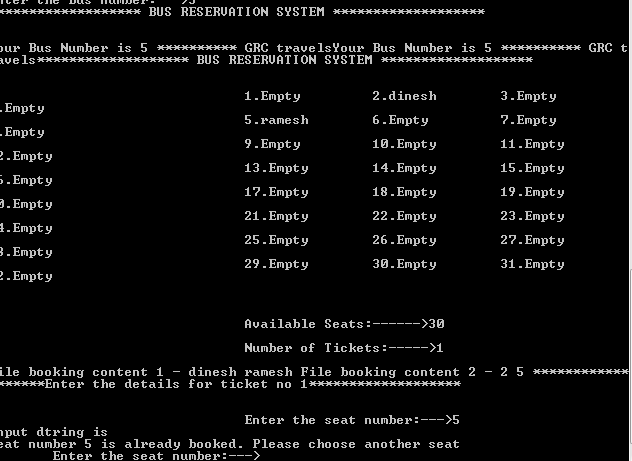 nter the Bus Number: ->5
****************** BUS RESERVATION SYSTEM *******************
our Bus Number is 5 ********** GRC travelsYour Bus Number is 5 ********** GRC t
avels******************* BUS RESERVATION SYSTEM *******************
1.Empty 2.dinesh 3.Empty
.Empty
5.ramesh 6.Empty 7.Empty
.Empty
9.Empty 10.Empty 11.Empty
2.Empty
13.Empty 14.Empty 15.Empty
6.Empty
17.Empty 18.Empty 19.Empty
0.Empty
21.Empty 22.Empty 23.Empty
4.Empty
25.Empty 26.Empty 27.Empty
8.Empty
29.Empty 30.Empty 31.Empty
2.Empty
Available Seats:------>30
Number of Tickets:----->1
ile booking content 1 - dinesh ramesh File booking content 2 - 2 5 ************
******Enter the details for ticket no 1*******************
Enter the seat number:--->5
nput dtring is
eat number 5 is already booked. Please choose another seat
Enter the seat number:--->